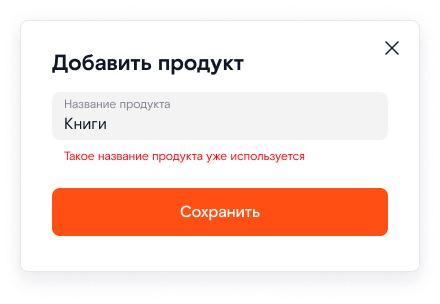 Добавить продукт
Название продукта
Книги
Такое название продукта уже используется
Сохранить